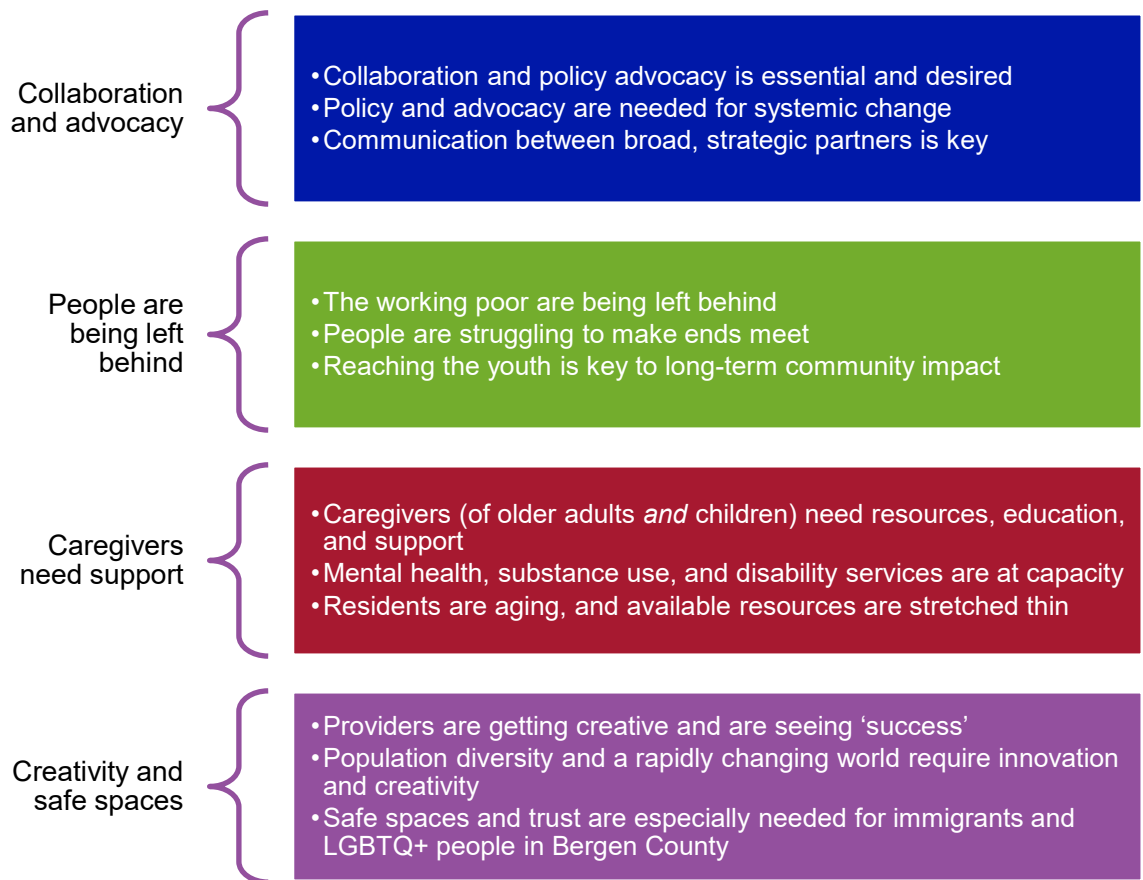 Collaboration
and advocacy
•Collaboration and policy advocacy is essential and desired
•Policy and advocacy are needed for systemic change
•Communication between broad, strategic partners is key
People are
being left
behind
•The working poor are being left behind
•People are struggling to make ends meet
•Reaching the youth is key to long-term community impact
Caregivers
need support
•Caregivers (of older adults and children) need resources, education,
and support
•Mental health, substance use, and disability services are at capacity
•Residents are aging, and available resources are stretched thin
Creativity and
safe spaces
•Providers are getting creative and are seeing ‘success’
•Population diversity and a rapidly changing world require innovation
and creativity
•Safe spaces and trust are especially needed for immigrants and
LGBTQ+ people in Bergen County